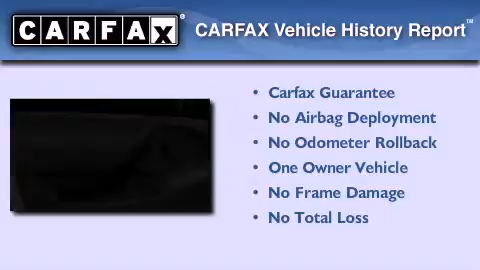 CARFAX® CARFAX Vehicle History Report™
• Carfax Guarantee
• No Airbag Deployment
• No Odometer Rollback
• One Owner Vehicle
• No Frame Damage
• No Total Loss